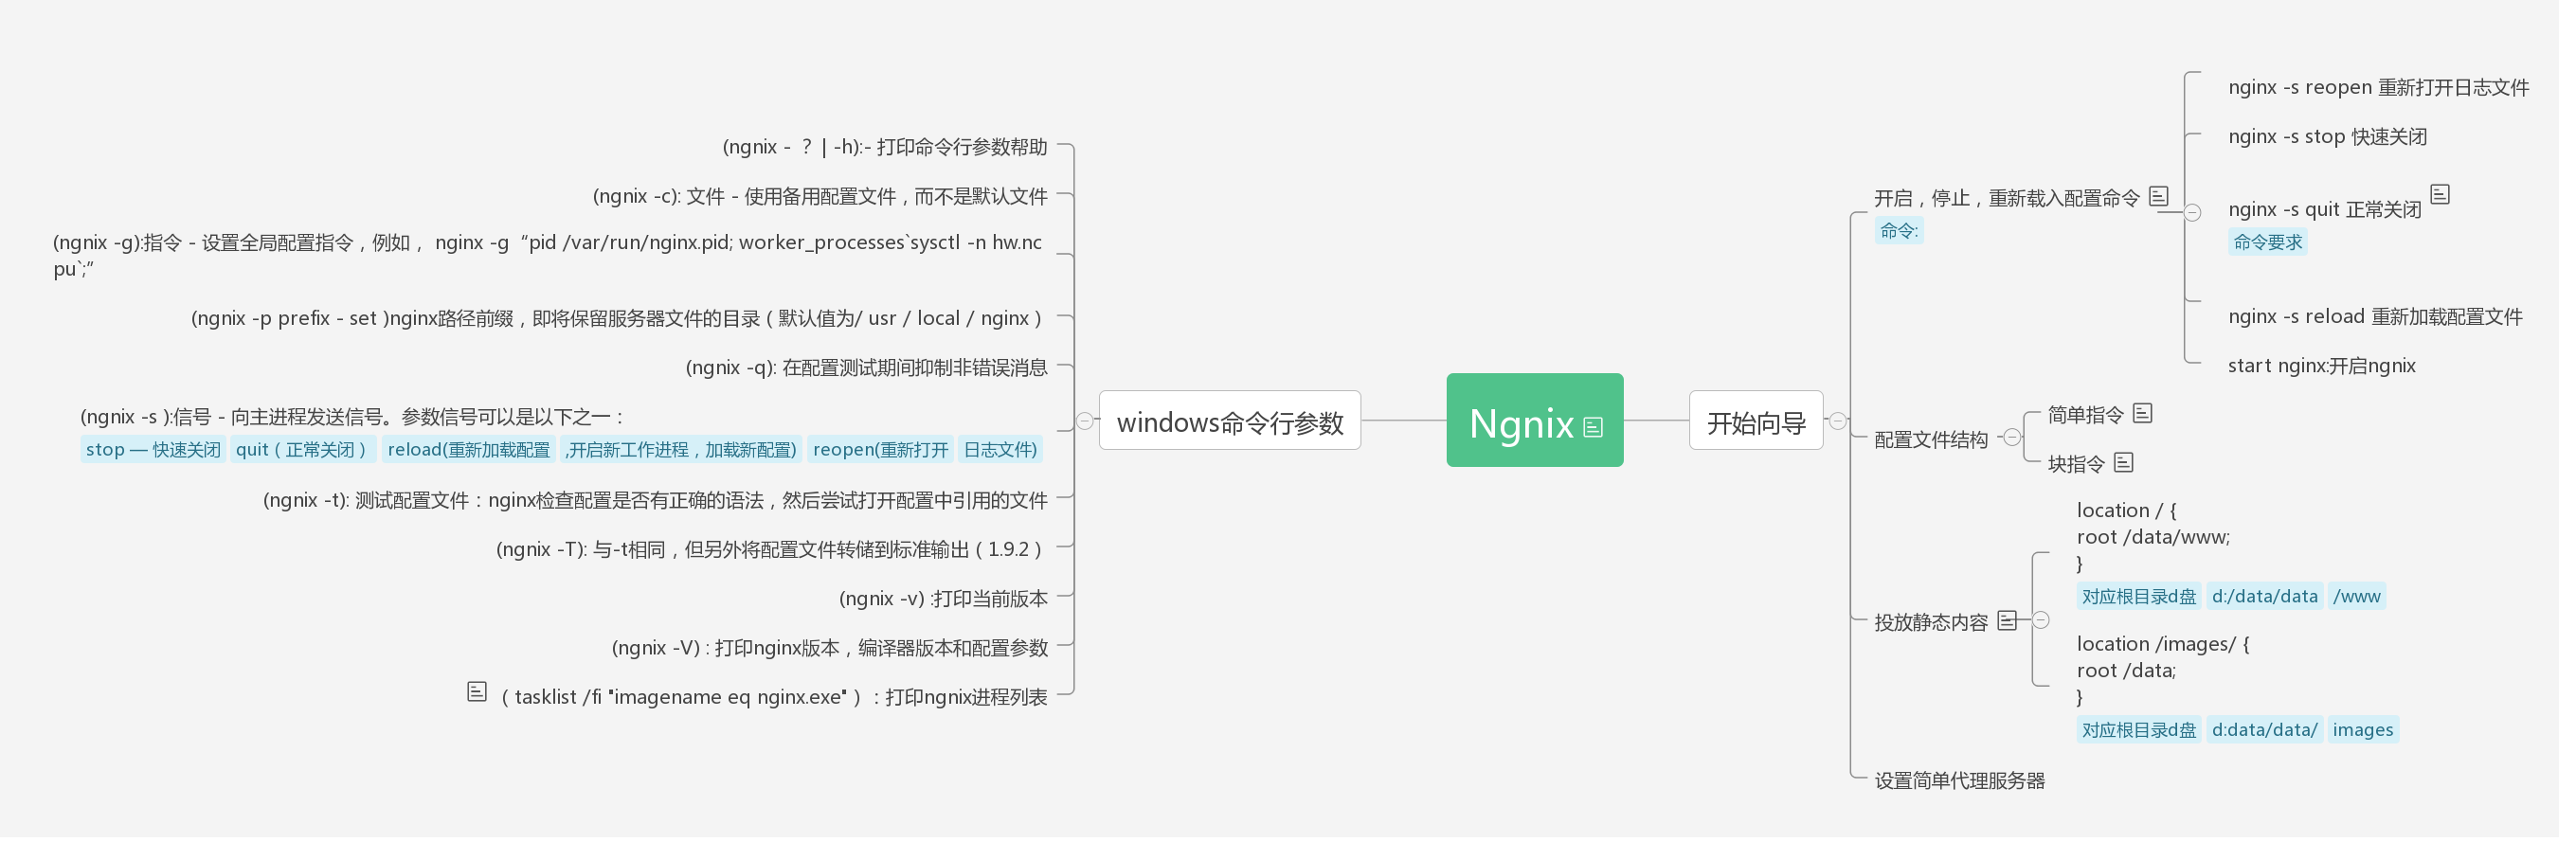 Ngnix
windows命令行参数
(ngnix - ？| -h):- 打印命令行参数帮助
(ngnix -c): 文件 - 使用备用配置文件，而不是默认文件
(ngnix -g):指令 - 设置全局配置指令，例如， nginx -g “pid /var/run/nginx.pid; worker_processes`sysctl -n hw.nc
pu`;”
(ngnix -p prefix - set )nginx路径前缀，即将保留服务器文件的目录（默认值为/ usr / local / nginx）
(ngnix -q): 在配置测试期间抑制非错误消息
(ngnix -s ):信号 - 向主进程发送信号。参数信号可以是以下之一：
stop — 快速关闭 quit（正常关闭） reload(重新加载配置 ,开启新工作进程，加载新配置) reopen(重新打开 日志文件)
(ngnix -t): 测试配置文件：nginx检查配置是否有正确的语法，然后尝试打开配置中引用的文件
(ngnix -T): 与-t相同，但另外将配置文件转储到标准输出（1.9.2）
(ngnix -v) :打印当前版本
(ngnix -V) : 打印nginx版本，编译器版本和配置参数
（tasklist /fi "imagename eq nginx.exe"）：打印ngnix进程列表
开始向导
开启，停止，重新载入配置命令
命令:
nginx -s reopen 重新打开日志文件
nginx -s stop 快速关闭
nginx -s quit 正常关闭
命令要求
nginx -s reload 重新加载配置文件
start nginx:开启ngnix
配置文件结构
简单指令
块指令
投放静态内容
location / {
root /data/www;
}
对应根目录d盘 d:/data/data /www
location /images/ {
root /data;
}
对应根目录d盘 d:data/data/ images
设置简单代理服务器